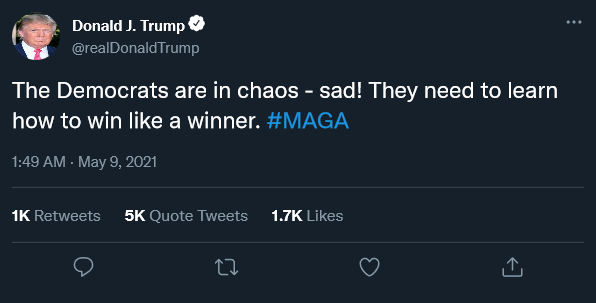 Donald J. Trump
@realDonaldTrump
The Democrats are in chaos - sad! They need to learn
how to win like a winner. #MAGA
1:49 AM · May 9, 2021
1K Retweets 5K Quote Tweets 1.7K Likes